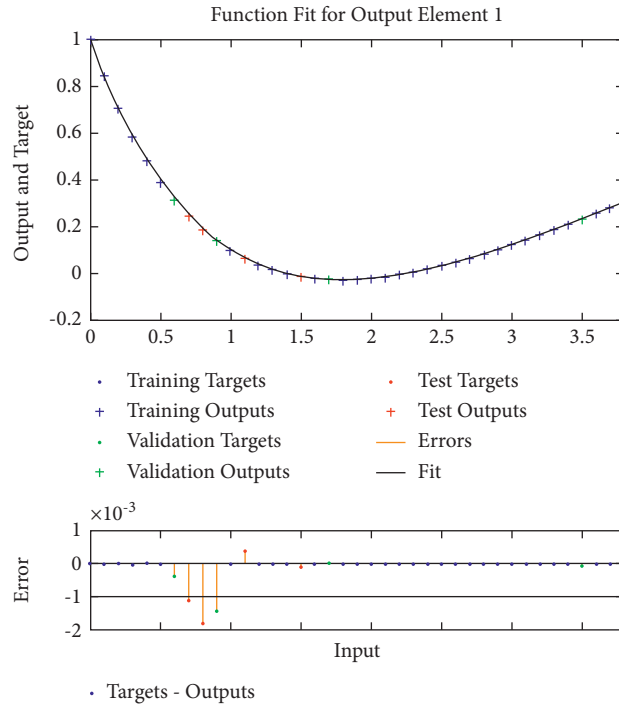 Function Fit for Output Element 1
Output and Target
1
0.8
0.6
0.4
0.2
0
-0.2
0 0.5 1 1.5 2 2.5 3 3.5
Training Targets
Training Outputs
Validation Targets
Validation Outputs
Test Targets
Test Outputs
Errors
Fit
×10^-3
Error
1
0
-1
-2
Input
Targets - Outputs